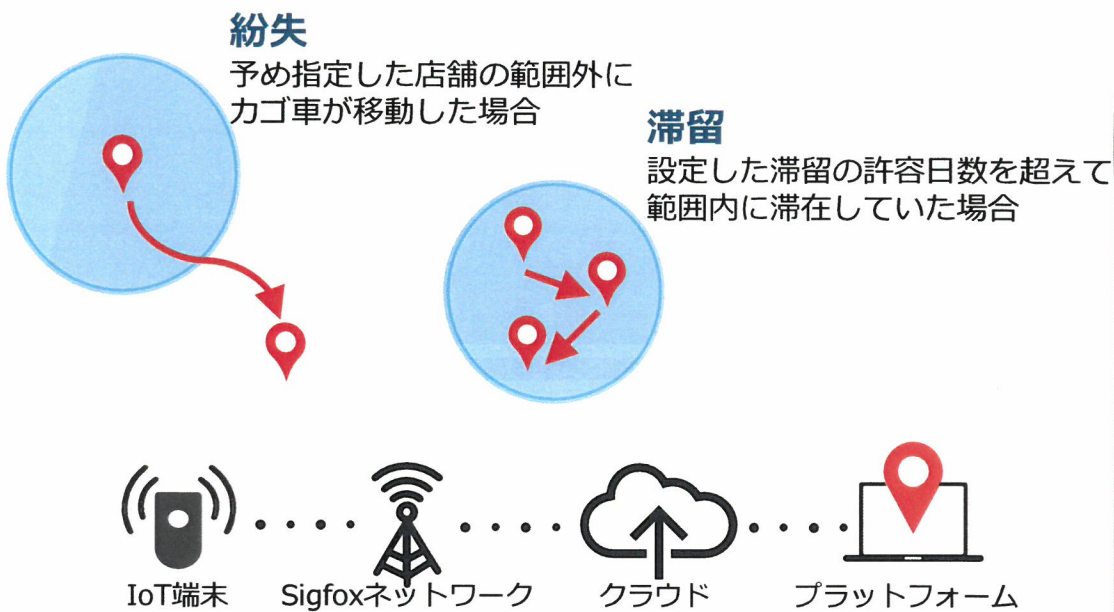 紛失
予め指定した店舗の範囲外に
カゴ車が移動した場合
滞留
設定した滞留の許容日数を超えて
範囲内に滞在していた場合
IoT端末
Sigfoxネットワーク
クラウド
プラットフォーム